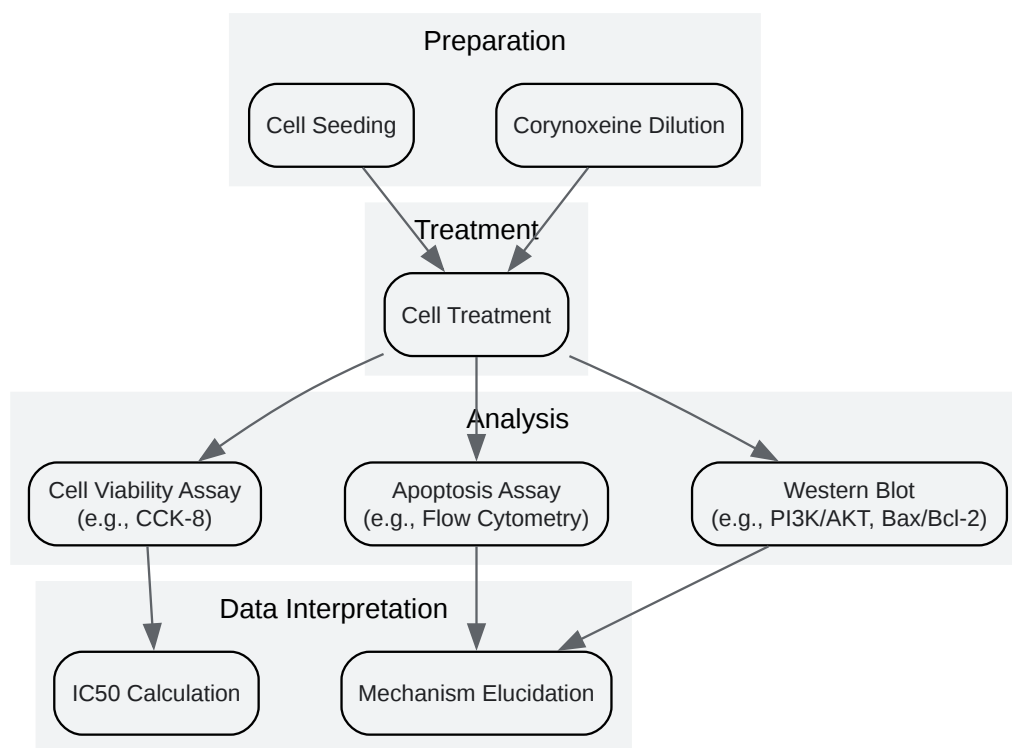 Preparation
Cell Seeding
Corynoxeine Dilution
Treatment
Cell Treatment
Analysis
Cell Viability Assay
(e.g., CCK-8)
Apoptosis Assay
(e.g., Flow Cytometry)
Western Blot
(e.g., PI3K/AKT, Bax/Bcl-2)
Data Interpretation
IC50 Calculation
Mechanism Elucidation